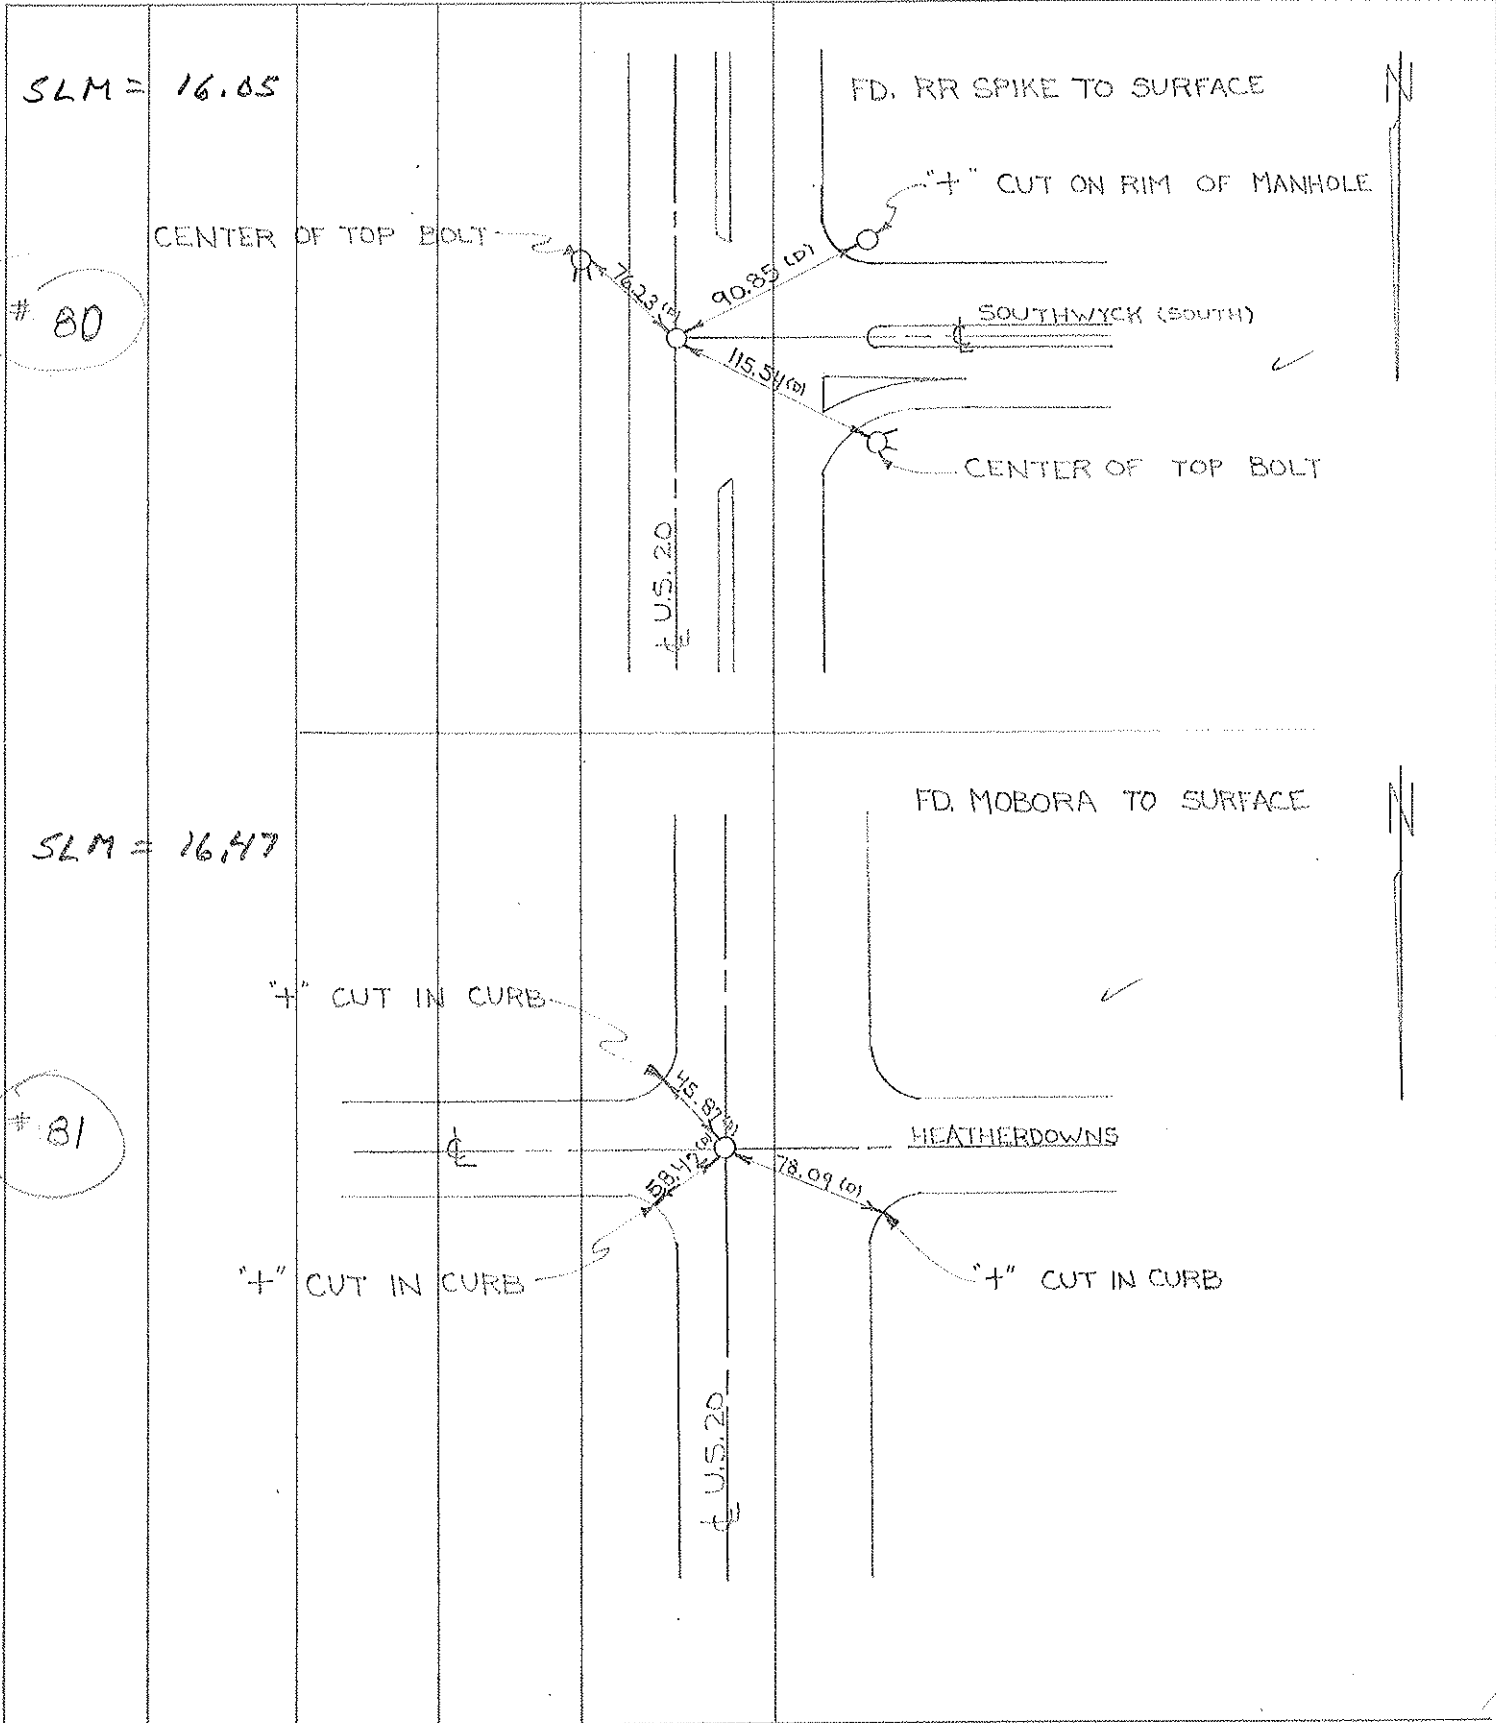 SLM = 16.05
FD. RR SPIKE TO SURFACE
N
"+" CUT ON RIM OF MANHOLE
CENTER OF TOP BOLT
76.23 (D)
90.85 (D)
# 80
SOUTHWYCK (SOUTH)
℄
115.54 (D)
CENTER OF TOP BOLT
℄ U.S. 20
FD. MOBORA TO SURFACE
N
SLM = 16.47
"+" CUT IN CURB
45.87 (D)
# 81
℄
HEATHERDOWNS
58.42 (D)
78.09 (D)
"+" CUT IN CURB
"+" CUT IN CURB
℄ U.S. 20